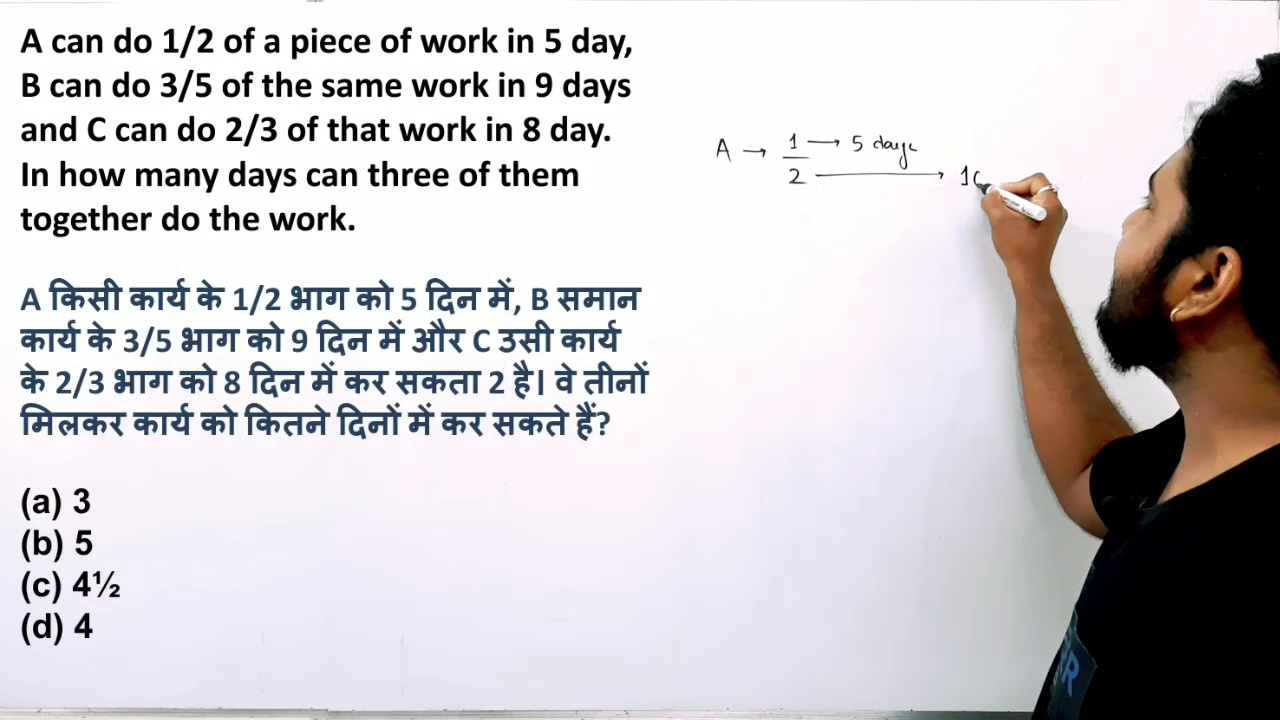 A can do 1/2 of a piece of work in 5 day,
B can do 3/5 of the same work in 9 days
and C can do 2/3 of that work in 8 day.
In how many days can three of them
together do the work.
A किसी कार्य के 1/2 भाग को 5 दिन में, B समान
कार्य के 3/5 भाग को 9 दिन में और C उसी कार्य
के 2/3 भाग को 8 दिन में कर सकता 2 है। वे तीनों
मिलकर कार्य को कितने दिनों में कर सकते हैं?
(a) 3
(b) 5
(c) 4½
(d) 4
A → 1 → 5 days
2 → 1